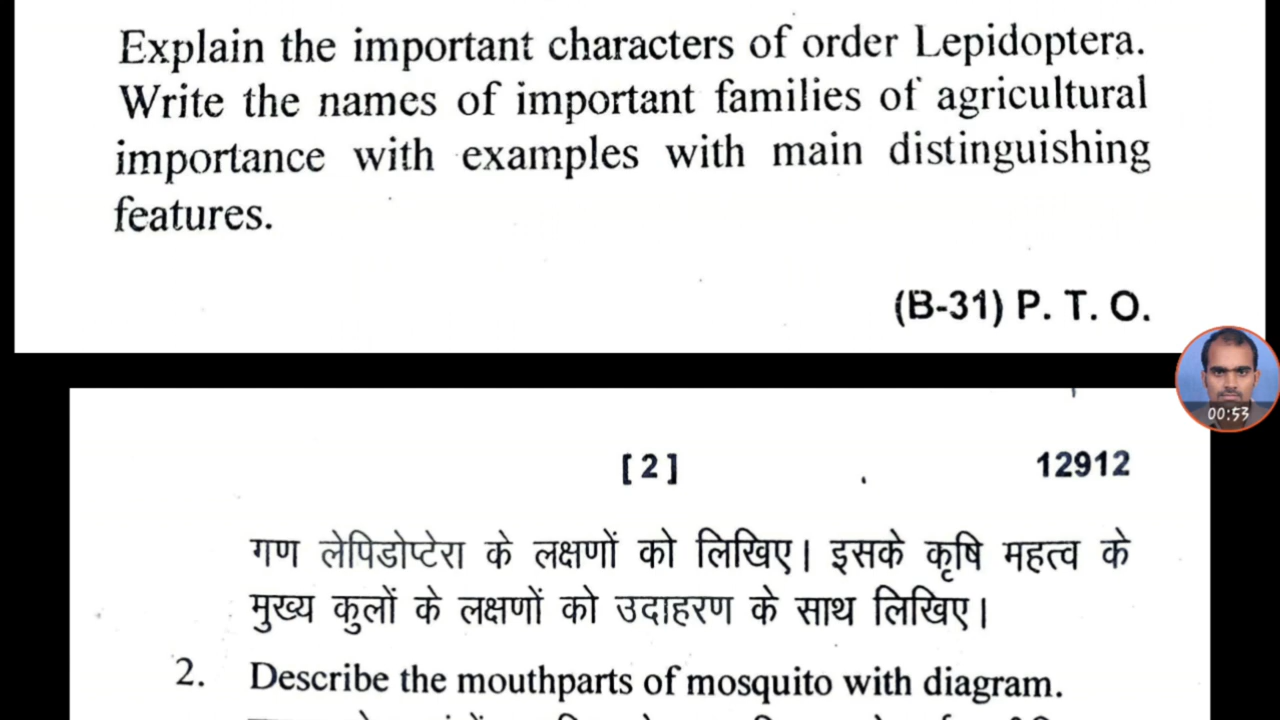 Explain the important characters of order Lepidoptera.
Write the names of important families of agricultural
importance with examples with main distinguishing
features.
(B-31) P. T. O.
00:53
[ 2 ]
12912
गण लेपिडोप्टेरा के लक्षणों को लिखिए। इसके कृषि महत्व के
मुख्य कुलों के लक्षणों को उदाहरण के साथ लिखिए।
2. Describe the mouthparts of mosquito with diagram.